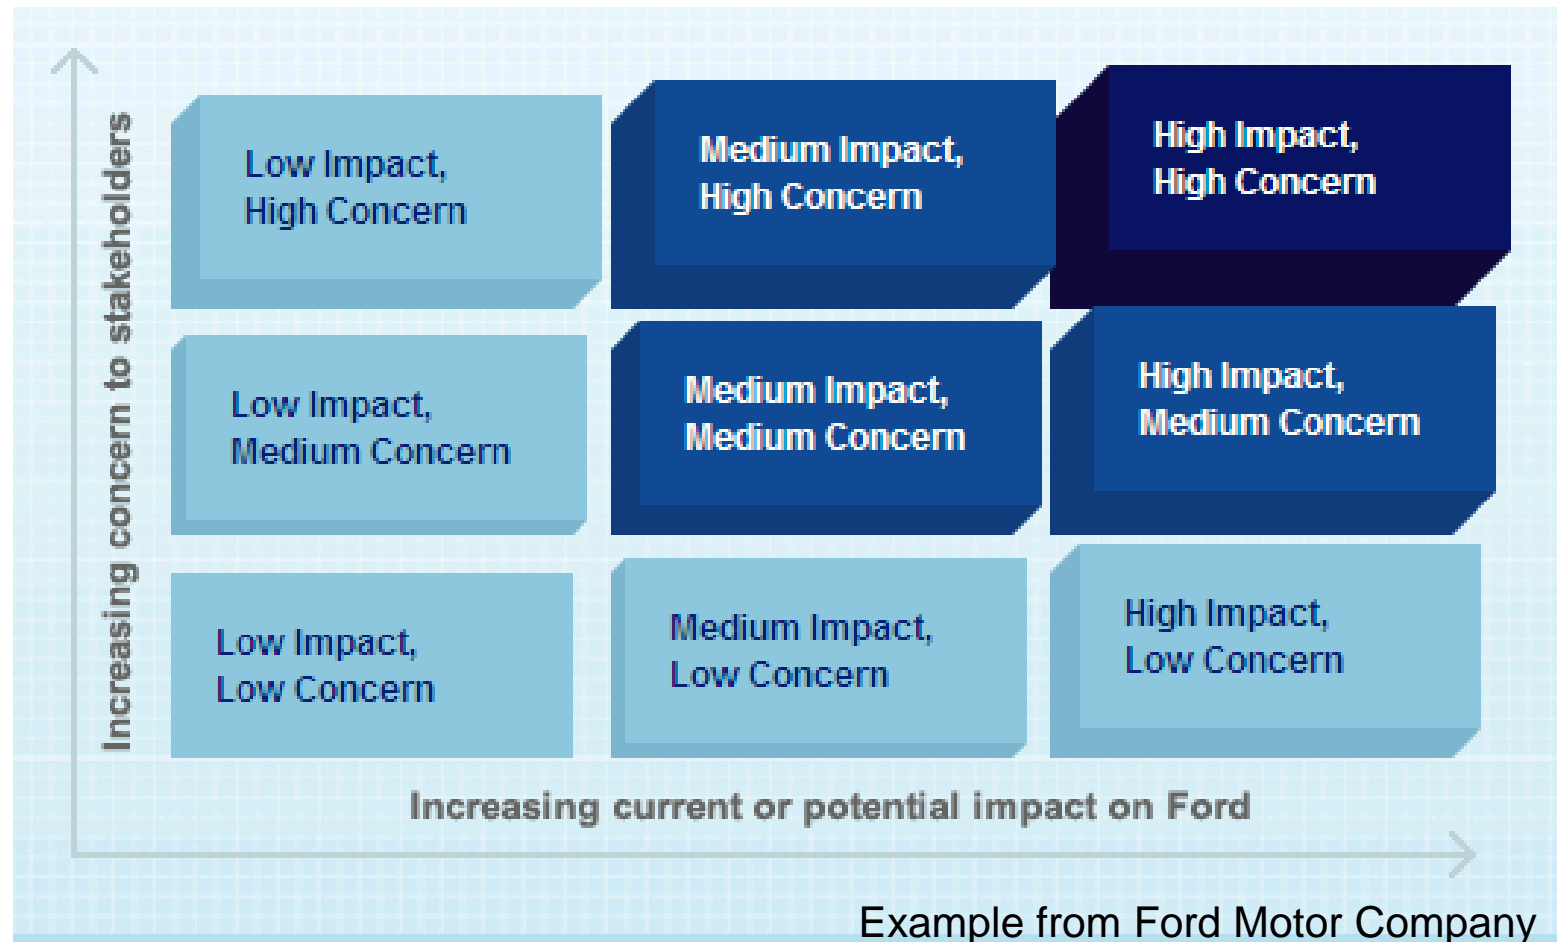 Increasing concern to stakeholders
Low Impact,
High Concern
Medium Impact,
High Concern
High Impact,
High Concern
Low Impact,
Medium Concern
Medium Impact,
Medium Concern
High Impact,
Medium Concern
Low Impact,
Low Concern
Medium Impact,
Low Concern
High Impact,
Low Concern
Increasing current or potential impact on Ford
Example from Ford Motor Company